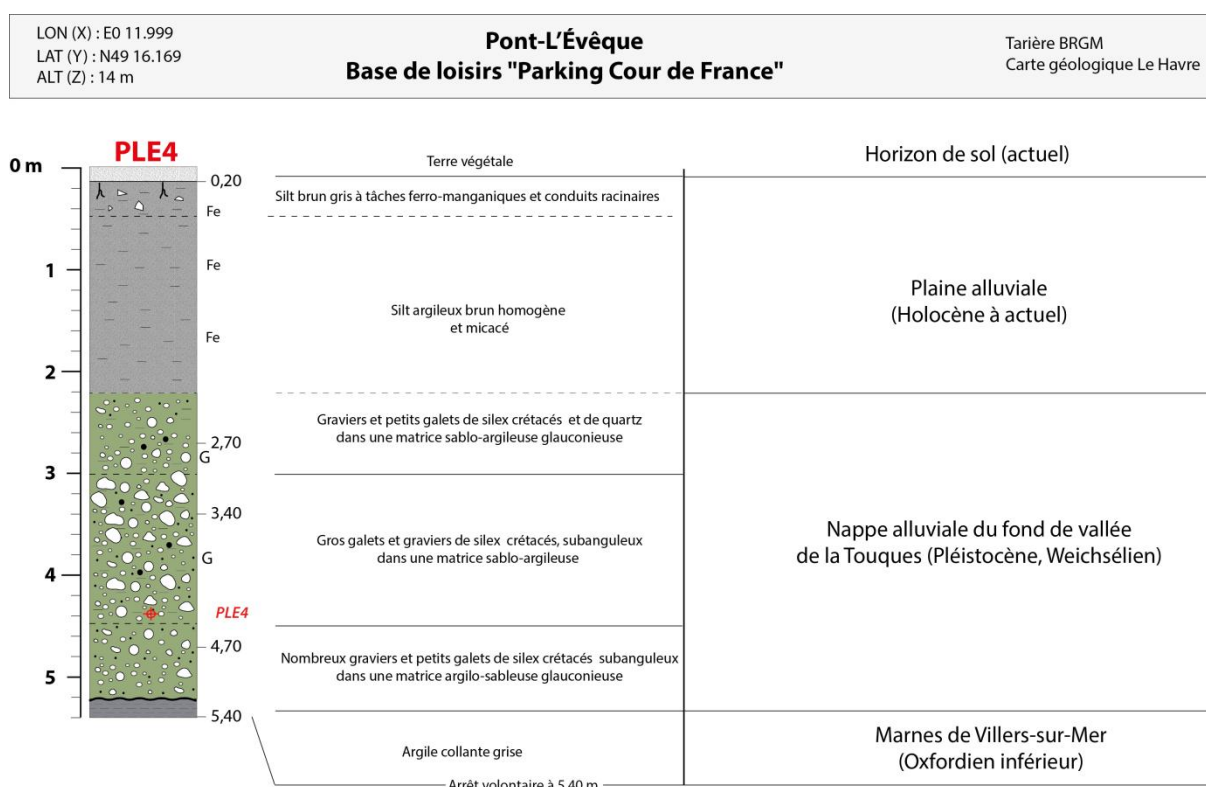 LON (X) : E0 11.999
LAT (Y) : N49 16.169
ALT (Z) : 14 m
Pont-L'Évêque
Base de loisirs "Parking Cour de France"
Tarière BRGM
Carte géologique Le Havre
PLE4
0 m
1
2
3
4
5
0,20
Fe
Fe
Fe
2,70
G
3,40
G
PLE4
4,70
5,40
Terre végétale
Silt brun gris à tâches ferro-manganiques et conduits racinaires
Silt argileux brun homogène
et micacé
Graviers et petits galets de silex crétacés et de quartz
dans une matrice sablo-argileuse glauconieuse
Gros galets et graviers de silex crétacés, subanguleux
dans une matrice sablo-argileuse
Nombreux graviers et petits galets de silex crétacés subanguleux
dans une matrice argilo-sableuse glauconieuse
Argile collante grise
Arrêt volontaire à 5,40 m
Horizon de sol (actuel)
Plaine alluviale
(Holocène à actuel)
Nappe alluviale du fond de vallée
de la Touques (Pléistocène, Weichsélien)
Marnes de Villers-sur-Mer
(Oxfordien inférieur)